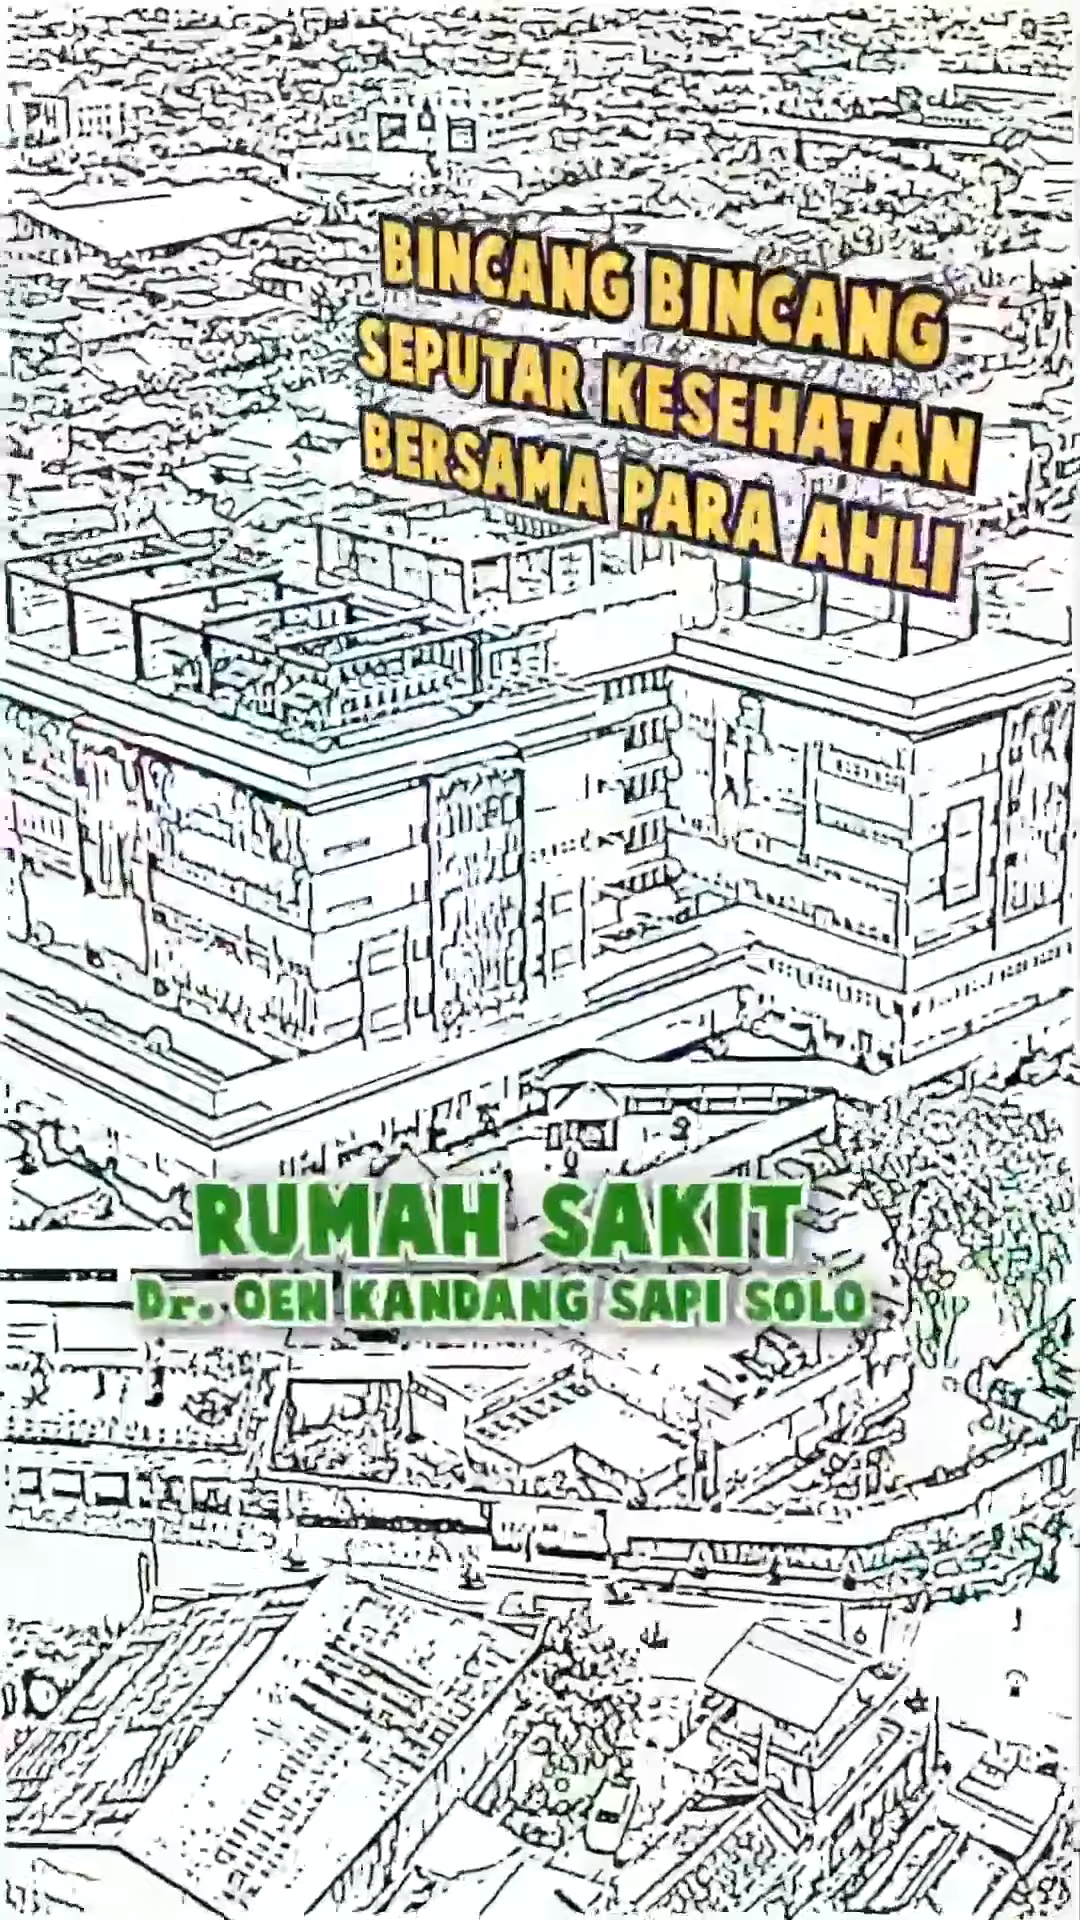 BINCANG BINCANG
SEPUTAR KESEHATAN
BERSAMA PARA AHLI
RUMAH SAKIT
Dr. OEN KANDANG SAPI SOLO